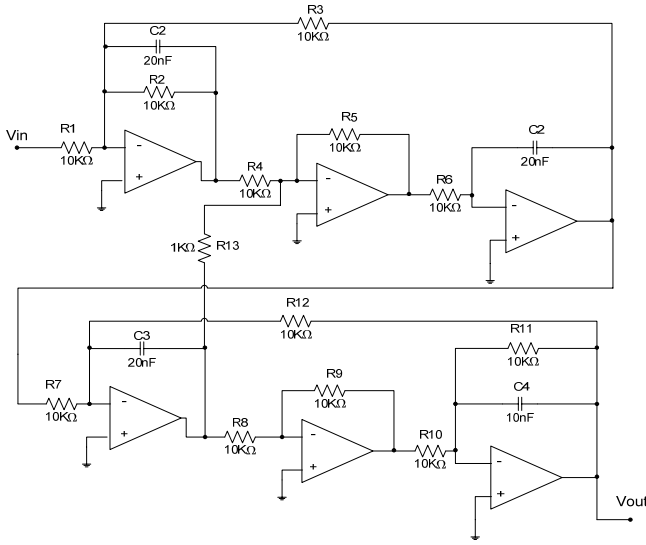 R3
10KΩ
C2
20nF
R2
10KΩ
Vin
R1
10KΩ
R5
10KΩ
C2
20nF
R4
10KΩ
R6
10KΩ
-
+
-
+
-
+
1KΩ R13
R12
10KΩ
R11
10KΩ
C3
20nF
R9
10KΩ
C4
10nF
R7
10KΩ
R8
10KΩ
R10
10KΩ
-
+
-
+
-
+
Vout